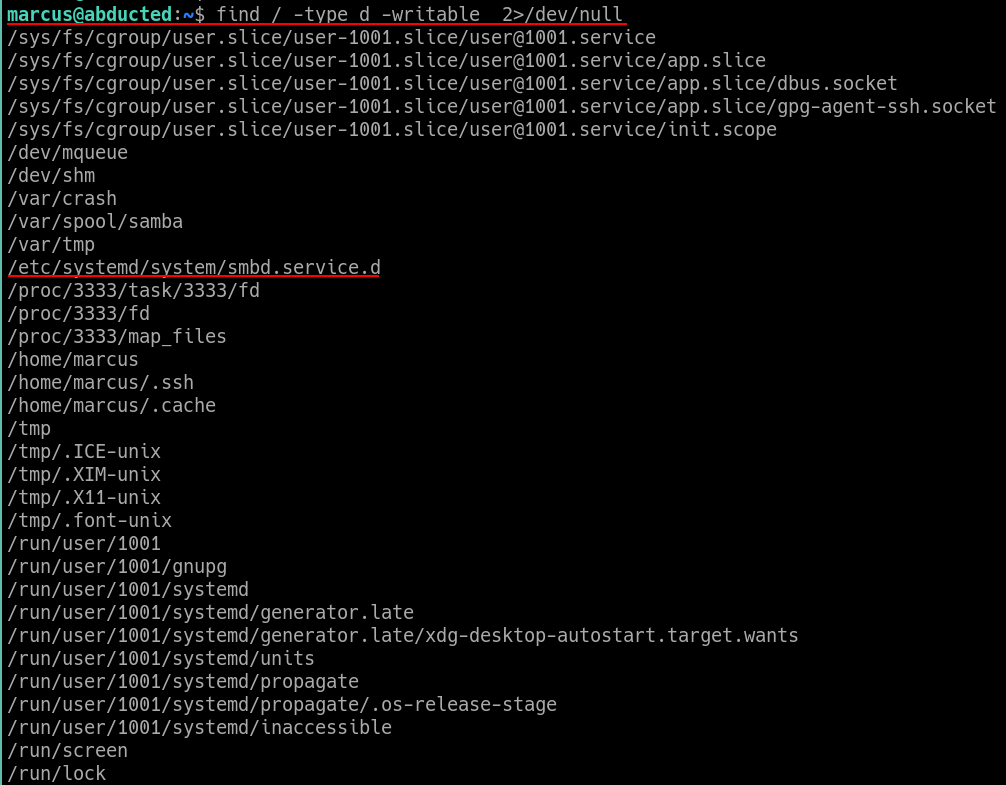 marcus@abducted:~$ find / -type d -writable  2>/dev/null
/sys/fs/cgroup/user.slice/user-1001.slice/user@1001.service
/sys/fs/cgroup/user.slice/user-1001.slice/user@1001.service/app.slice
/sys/fs/cgroup/user.slice/user-1001.slice/user@1001.service/app.slice/dbus.socket
/sys/fs/cgroup/user.slice/user-1001.slice/user@1001.service/app.slice/gpg-agent-ssh.socket
/sys/fs/cgroup/user.slice/user-1001.slice/user@1001.service/init.scope
/dev/mqueue
/dev/shm
/var/crash
/var/spool/samba
/var/tmp
/etc/systemd/system/smbd.service.d
/proc/3333/task/3333/fd
/proc/3333/fd
/proc/3333/map_files
/home/marcus
/home/marcus/.ssh
/home/marcus/.cache
/tmp
/tmp/.ICE-unix
/tmp/.XIM-unix
/tmp/.X11-unix
/tmp/.font-unix
/run/user/1001
/run/user/1001/gnupg
/run/user/1001/systemd
/run/user/1001/systemd/generator.late
/run/user/1001/systemd/generator.late/xdg-desktop-autostart.target.wants
/run/user/1001/systemd/units
/run/user/1001/systemd/propagate
/run/user/1001/systemd/propagate/.os-release-stage
/run/user/1001/systemd/inaccessible
/run/screen
/run/lock